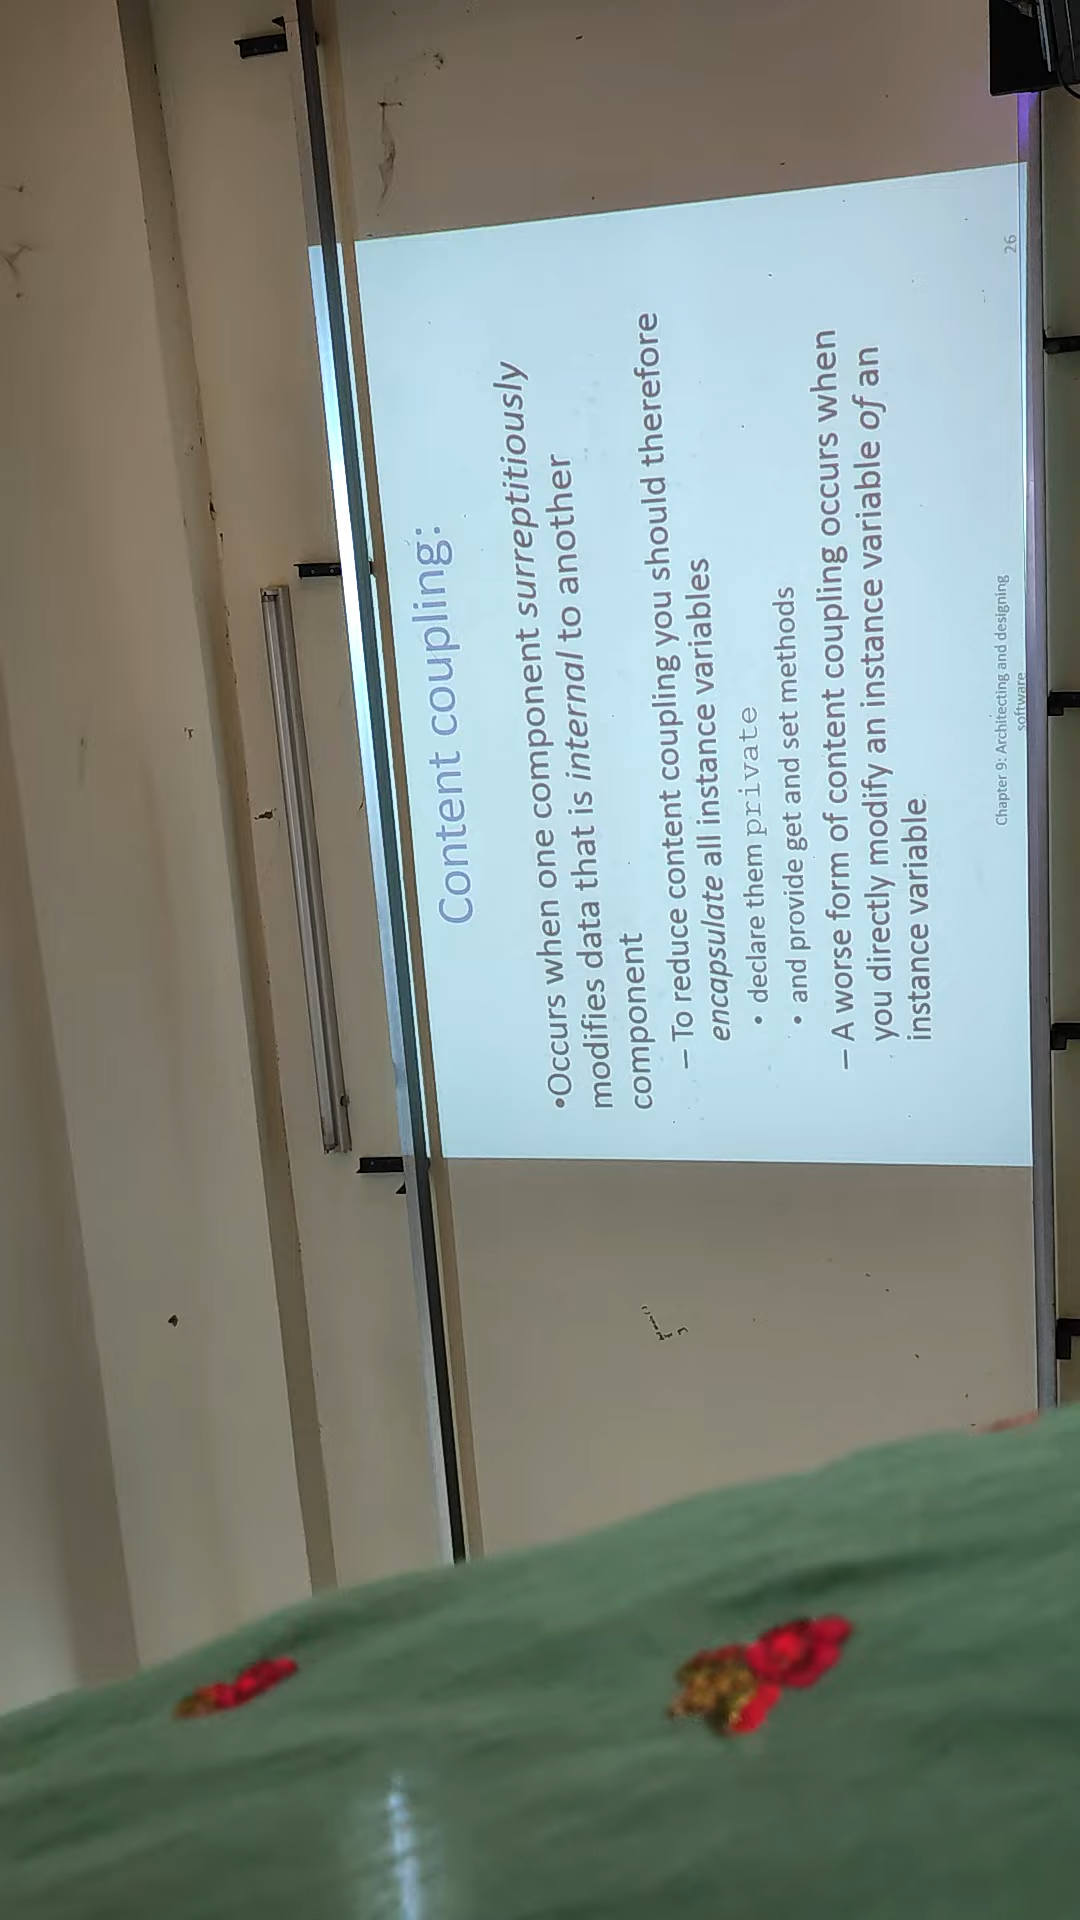 Content coupling:
•Occurs when one component surreptitiously
modifies data that is internal to another
component
– To reduce content coupling you should therefore
encapsulate all instance variables
• declare them private
• and provide get and set methods
– A worse form of content coupling occurs when
you directly modify an instance variable of an
instance variable
Chapter 9: Architecting and designing
software
26